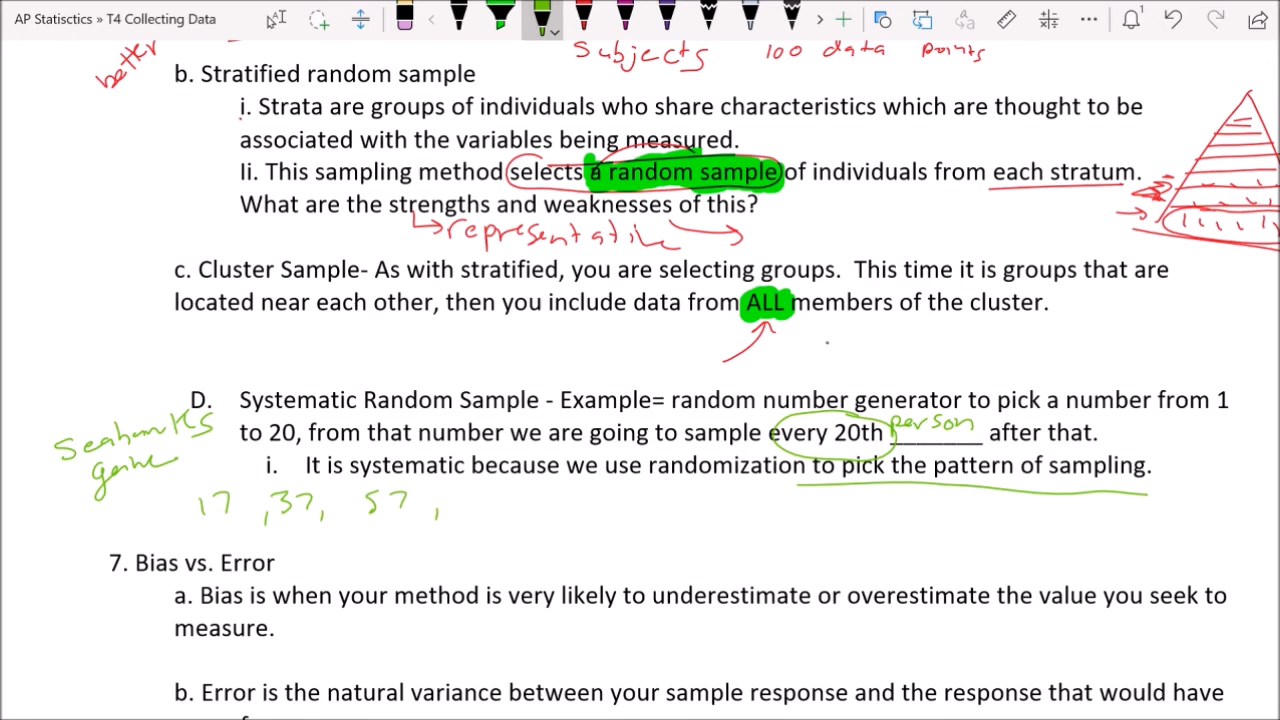 AP Statisctics » T4 Collecting Data
better
Subjects 100 data points
b. Stratified random sample
i. Strata are groups of individuals who share characteristics which are thought to be
associated with the variables being measured.
Ii. This sampling method selects a random sample of individuals from each stratum.
What are the strengths and weaknesses of this?
representative
c. Cluster Sample- As with stratified, you are selecting groups. This time it is groups that are
located near each other, then you include data from ALL members of the cluster.
D. Systematic Random Sample - Example= random number generator to pick a number from 1
to 20, from that number we are going to sample every 20th person after that.
Seahawks
game
i. It is systematic because we use randomization to pick the pattern of sampling.
17 , 37, 57 ,
7. Bias vs. Error
a. Bias is when your method is very likely to underestimate or overestimate the value you seek to
measure.
b. Error is the natural variance between your sample response and the response that would have